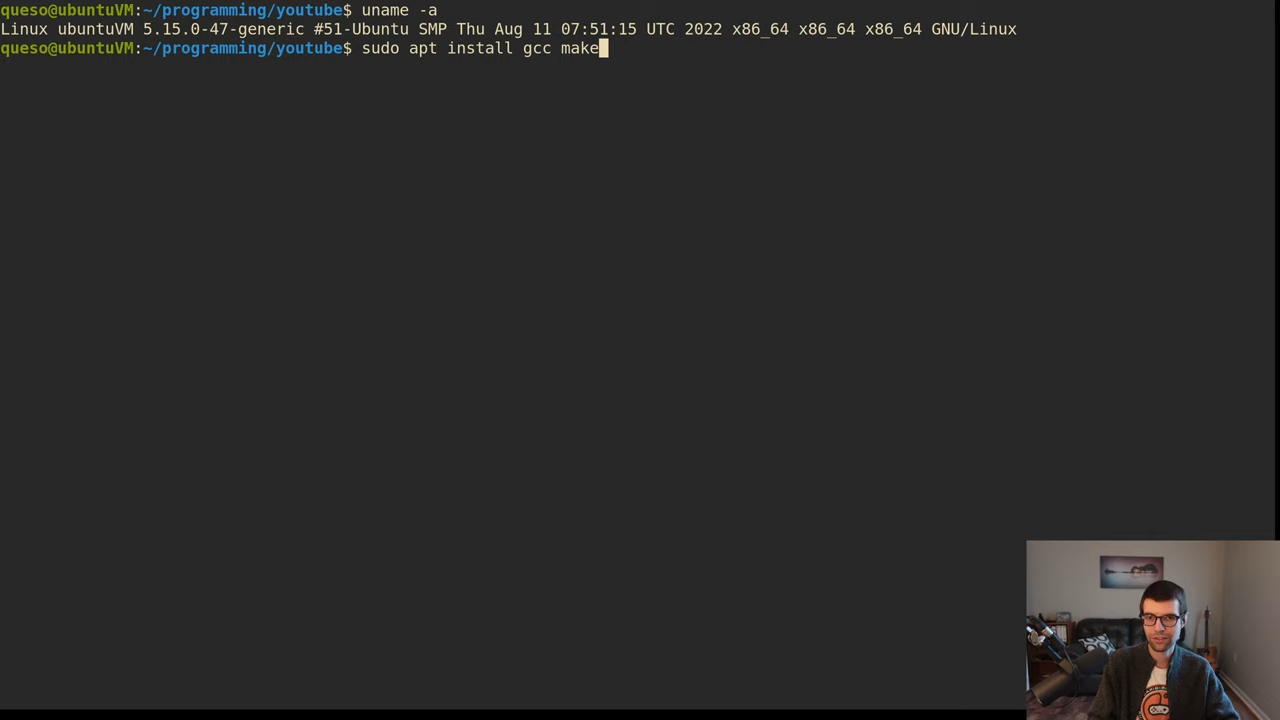 queso@ubuntuVM:~/programming/youtube$ uname -a
Linux ubuntuVM 5.15.0-47-generic #51-Ubuntu SMP Thu Aug 11 07:51:15 UTC 2022 x86_64 x86_64 x86_64 GNU/Linux
queso@ubuntuVM:~/programming/youtube$ sudo apt install gcc make